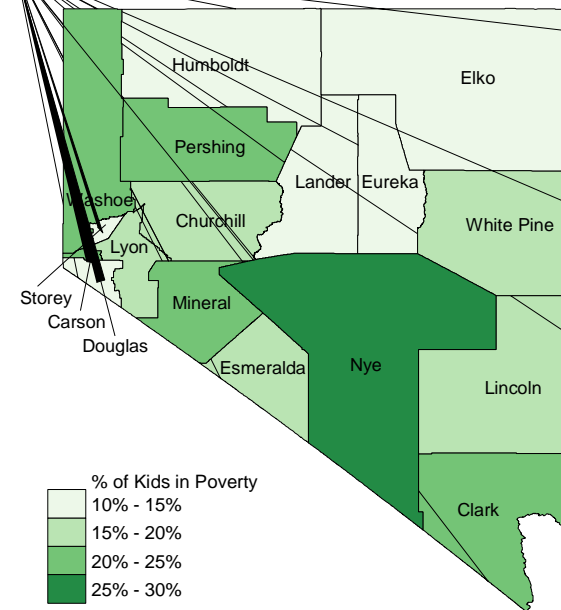 Humboldt
Elko
Pershing
Lander
Eureka
Washoe
Churchill
White Pine
Lyon
Storey
Mineral
Carson
Douglas
Esmeralda
Nye
Lincoln
% of Kids in Poverty
10% - 15%
15% - 20%
20% - 25%
25% - 30%
Clark